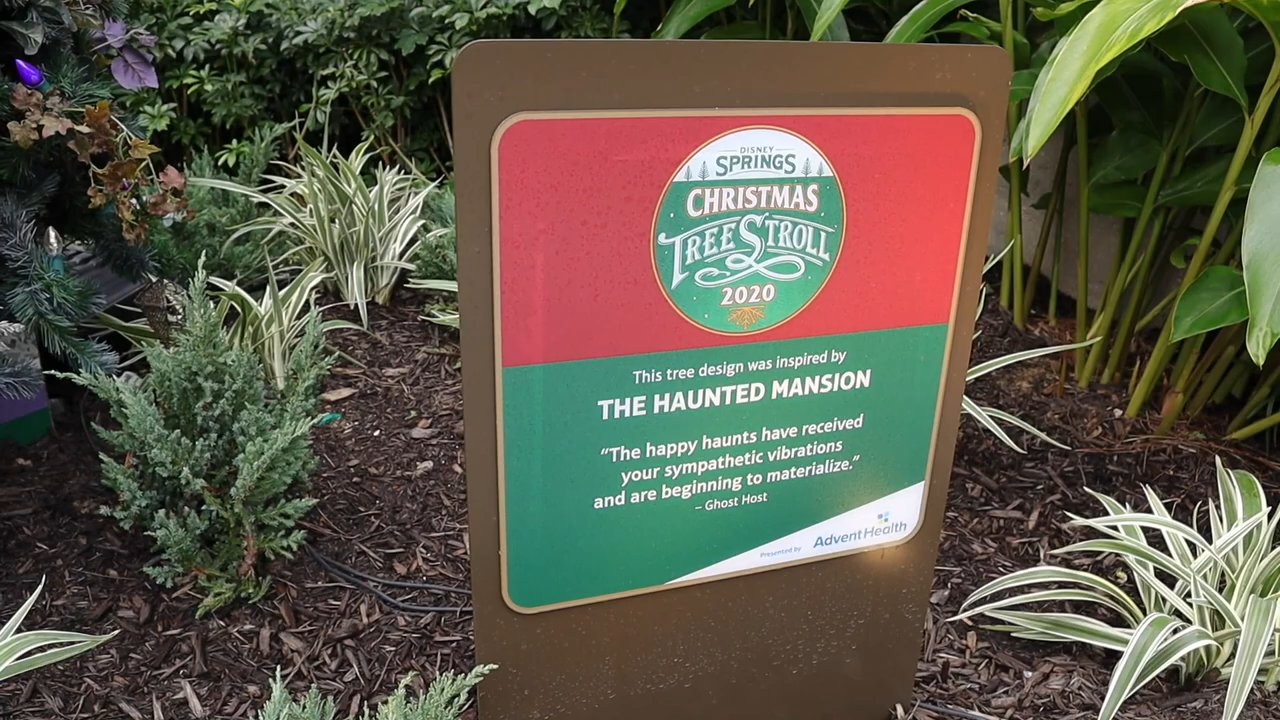 DISNEY
SPRINGS
CHRISTMAS
TREE STROLL
2020
This tree design was inspired by
THE HAUNTED MANSION
“The happy haunts have received
your sympathetic vibrations
and are beginning to materialize.”
– Ghost Host
Presented by AdventHealth